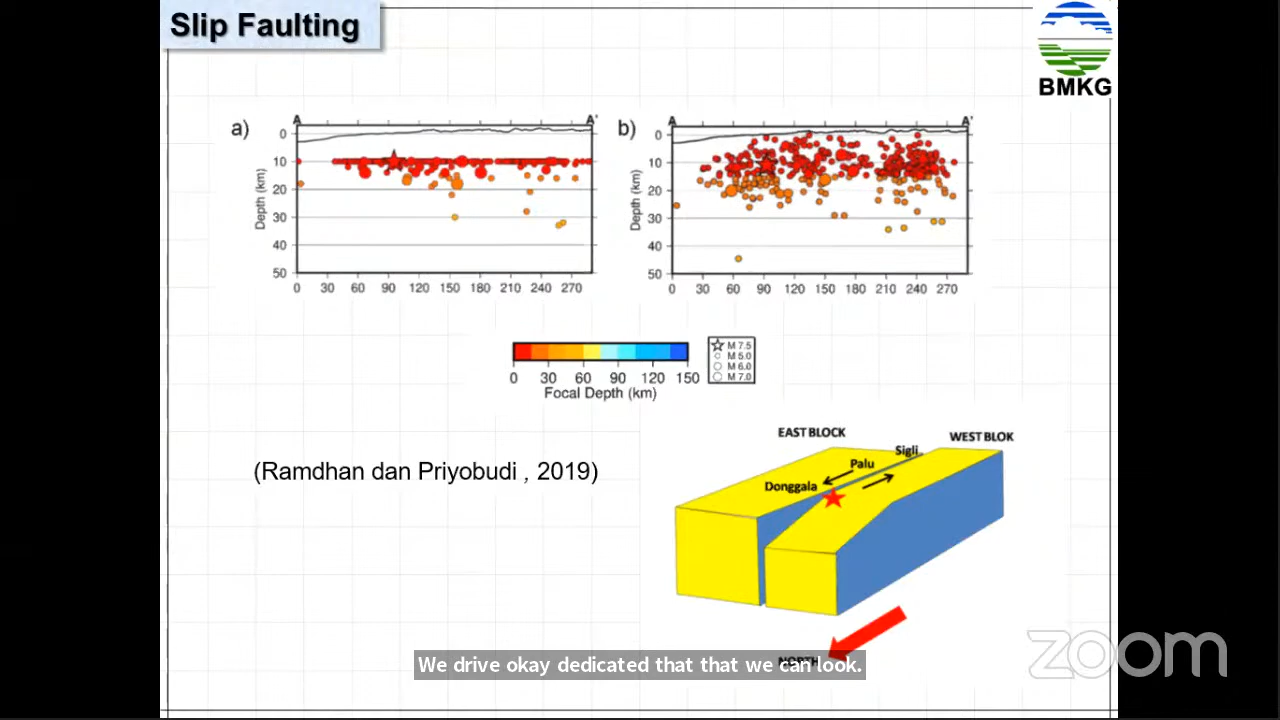 Slip Faulting
BMKG
a)
A
A'
0
10
20
30
40
50
Depth (km)
0 30 60 90 120 150 180 210 240 270
b)
A
A'
0
10
20
30
40
50
Depth (km)
0 30 60 90 120 150 180 210 240 270
0 30 60 90 120 150
Focal Depth (km)
M 7.5
M 5.0
M 6.0
M 7.0
(Ramdhan dan Priyobudi , 2019)
EAST BLOCK
WEST BLOK
Sigli
Palu
Donggala
NORTH
We drive okay dedicated that that we can look.
zoom